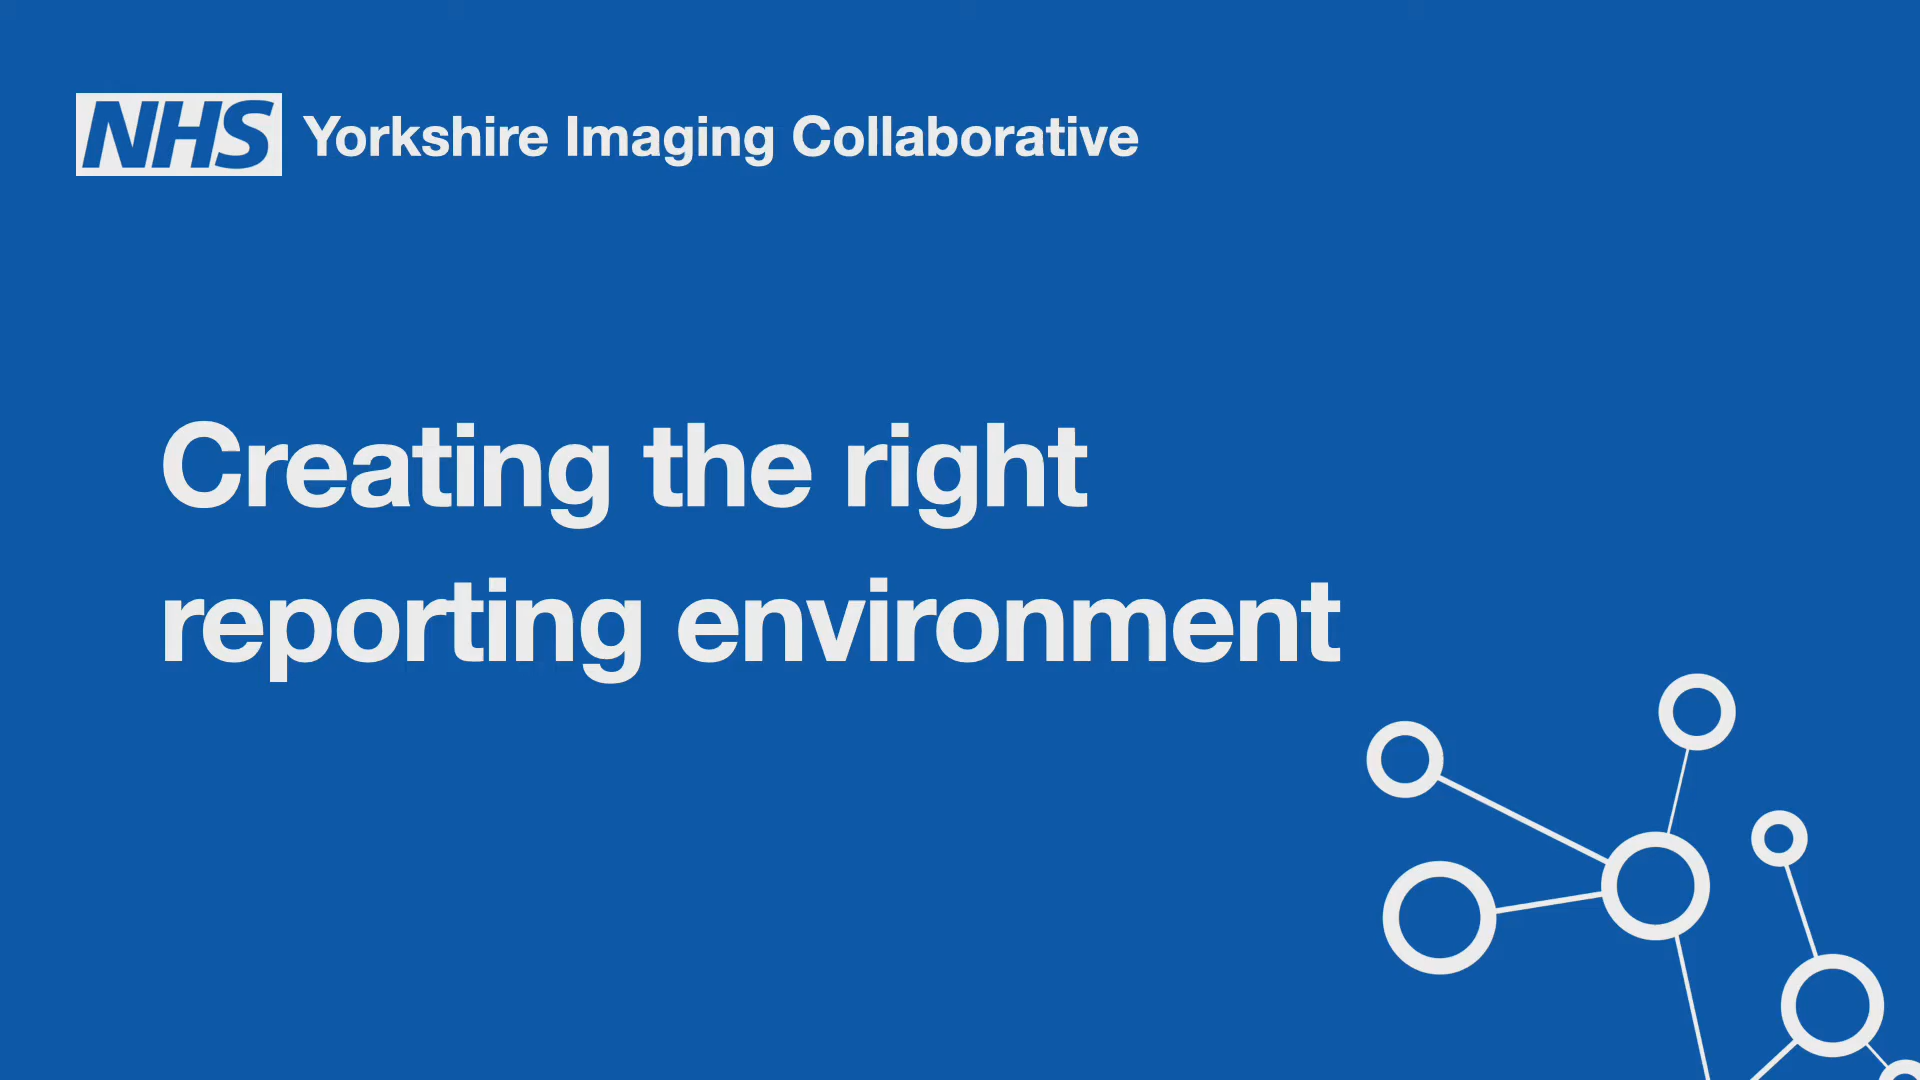 NHS Yorkshire Imaging Collaborative
Creating the right
reporting environment